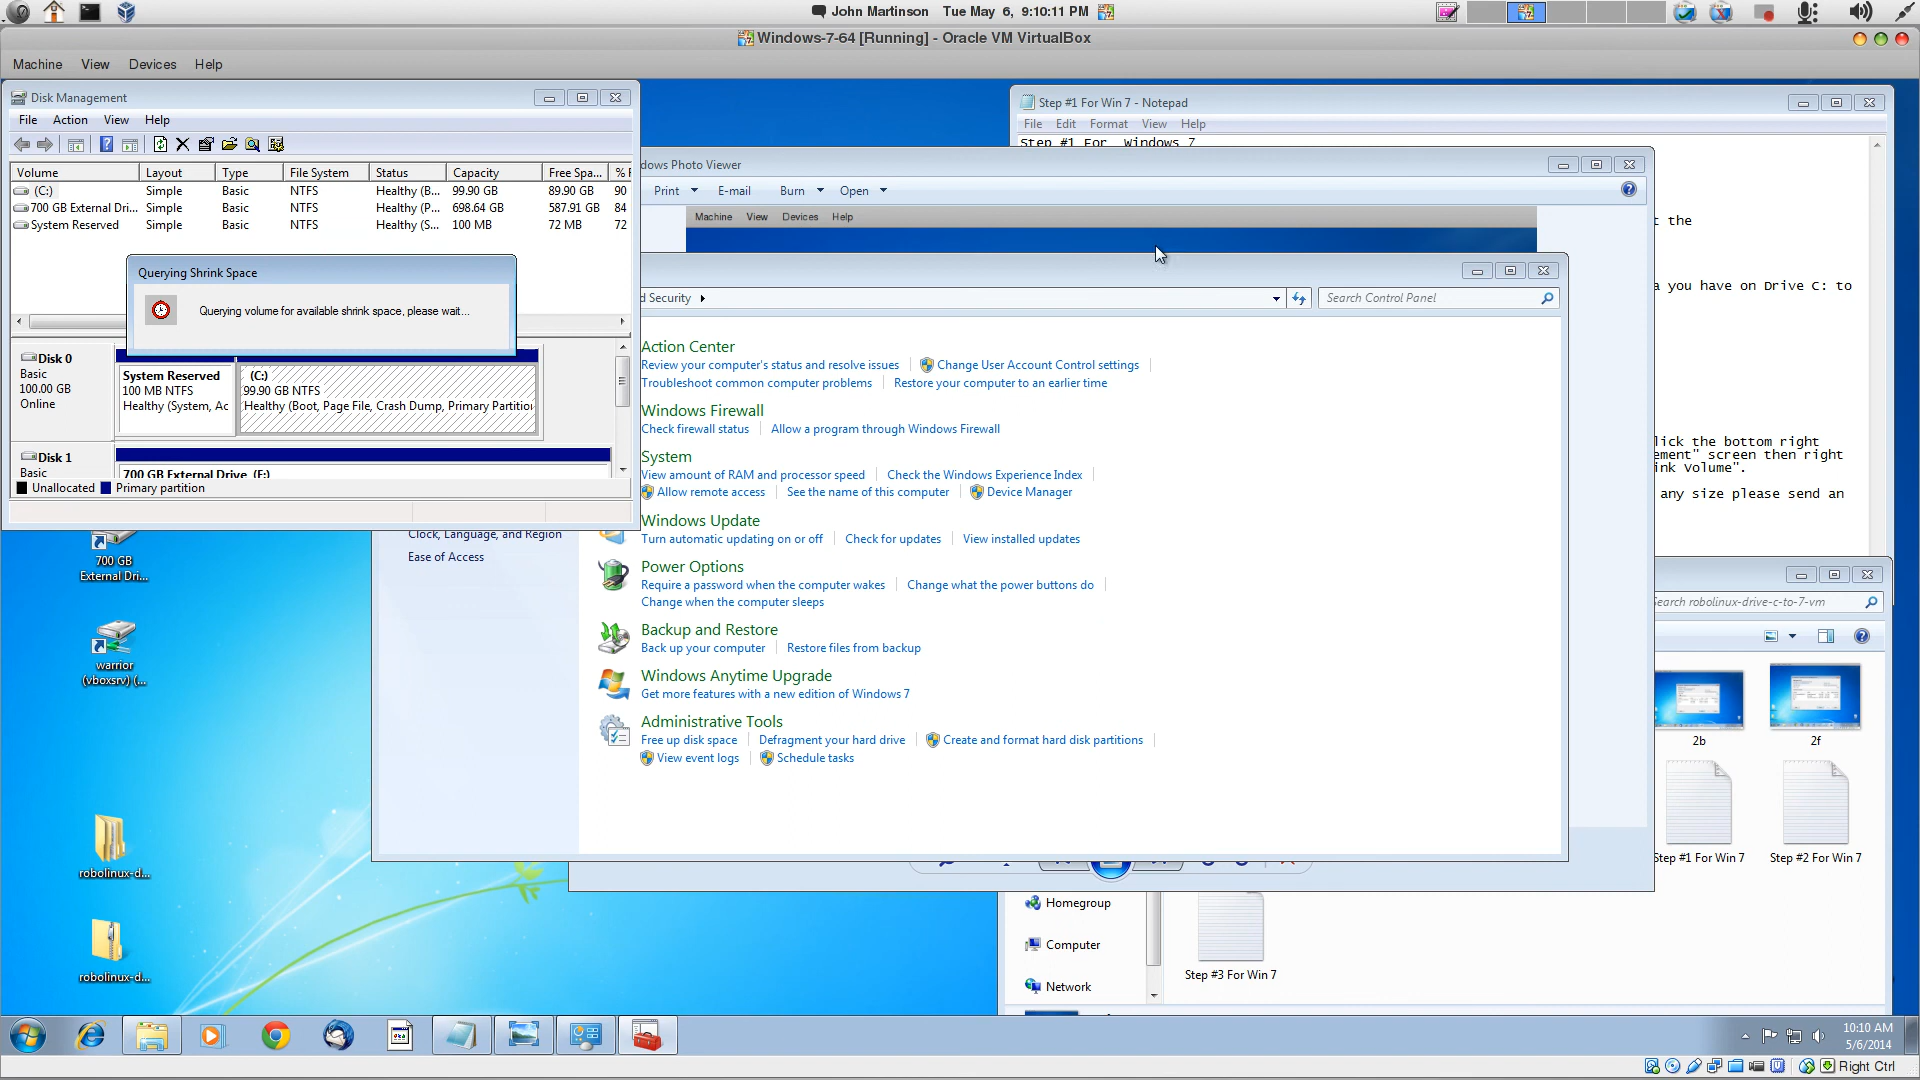 John Martinson Tue May 6, 9:10:11 PM
Windows-7-64 [Running] - Oracle VM VirtualBox
Machine View Devices Help
Disk Management
File Action View Help
Volume Layout Type File System Status Capacity Free Spa... % F
(C:) Simple Basic NTFS Healthy (B... 99.90 GB 89.90 GB 90
700 GB External Dri... Simple Basic NTFS Healthy (P... 698.64 GB 587.91 GB 84
System Reserved Simple Basic NTFS Healthy (S... 100 MB 72 MB 72
Querying Shrink Space
Querying volume for available shrink space, please wait...
Disk 0
Basic
100.00 GB
Online
System Reserved
100 MB NTFS
Healthy (System, Ac
(C:)
99.90 GB NTFS
Healthy (Boot, Page File, Crash Dump, Primary Partition
Disk 1
Basic
700 GB External Drive (E:)
Unallocated Primary partition
Step #1 For Win 7 - Notepad
File Edit Format View Help
Step #1 For Windows 7
t the
a you have on Drive C: to
lick the bottom right
ement" screen then right
ink Volume".
any size please send an
dows Photo Viewer
Print E-mail Burn Open
Machine View Devices Help
d Security
Search Control Panel
Action Center
Review your computer's status and resolve issues Change User Account Control settings
Troubleshoot common computer problems Restore your computer to an earlier time
Windows Firewall
Check firewall status Allow a program through Windows Firewall
System
View amount of RAM and processor speed Check the Windows Experience Index
Allow remote access See the name of this computer Device Manager
Windows Update
Turn automatic updating on or off Check for updates View installed updates
Power Options
Require a password when the computer wakes Change what the power buttons do
Change when the computer sleeps
Backup and Restore
Back up your computer Restore files from backup
Windows Anytime Upgrade
Get more features with a new edition of Windows 7
Administrative Tools
Free up disk space Defragment your hard drive Create and format hard disk partitions
View event logs Schedule tasks
Clock, Language, and Region
Ease of Access
700 GB
External Dri...
warrior
(vboxsrv) (...
robolinux-d...
robolinux-d...
Search robolinux-drive-c-to-7-vm
2b
2f
Step #1 For Win 7
Step #2 For Win 7
Homegroup
Computer
Network
Step #3 For Win 7
10:10 AM
5/6/2014
Right Ctrl